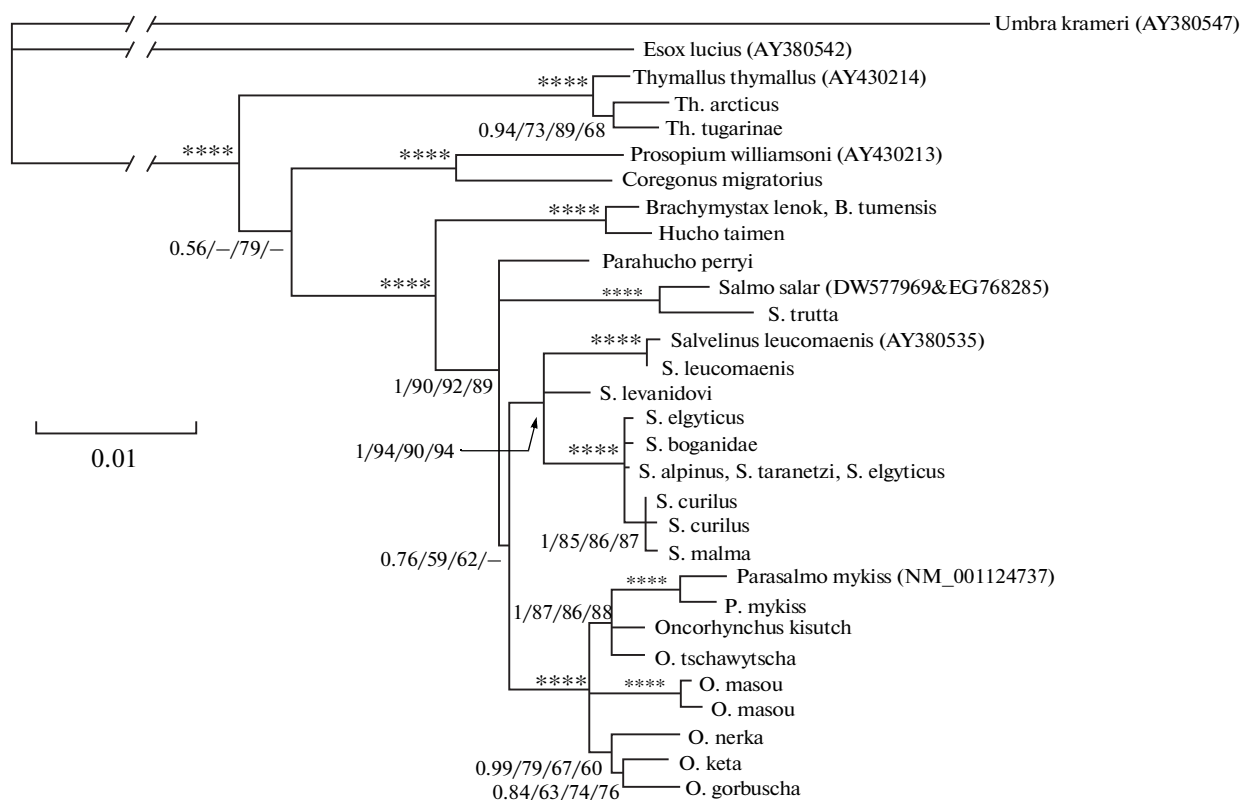 Umbra krameri (AY380547)
Esox lucius (AY380542)
****
Thymallus thymallus (AY430214)
Th. arcticus
0.94/73/89/68
Th. tugarinae
****
****
Prosopium williamsoni (AY430213)
Coregonus migratorius
****
Brachymystax lenok, B. tumensis
Hucho taimen
0.56/–/79/–
Parahucho perryi
****
****
Salmo salar (DW577969&EG768285)
S. trutta
****
Salvelinus leucomaenis (AY380535)
S. leucomaenis
1/90/92/89
S. levanidovi
S. elgyticus
0.01
1/94/90/94
****
S. boganidae
S. alpinus, S. taranetzi, S. elgyticus
S. curilus
S. curilus
1/85/86/87
S. malma
0.76/59/62/–
****
Parasalmo mykiss (NM_001124737)
P. mykiss
1/87/86/88
Oncorhynchus kisutch
O. tschawytscha
****
****
O. masou
O. masou
O. nerka
0.99/79/67/60
O. keta
0.84/63/74/76
O. gorbuscha